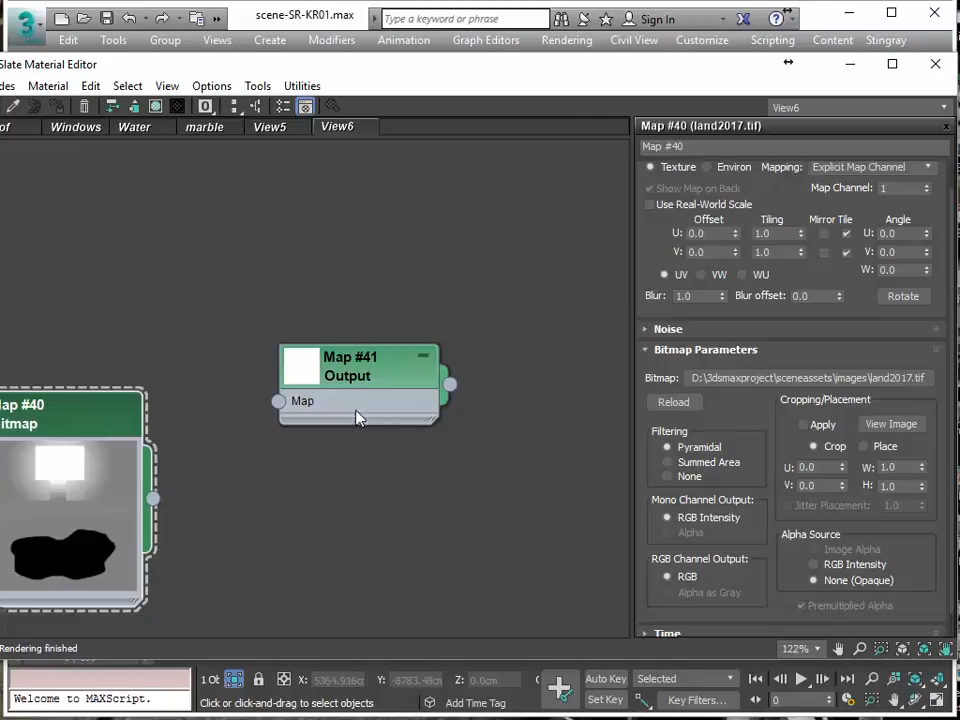 scene-SR-KR01.max
Type a keyword or phrase
Sign In
Edit Tools Group Views Create Modifiers Animation Graph Editors Rendering Civil View Customize Scripting Content Stingray
Slate Material Editor
des Material Edit Select View Options Tools Utilities
View6
of Windows Water marble View5 View6
Map #40 (land2017.tif)
Map #40
Texture Environ Mapping: Explicit Map Channel
Show Map on Back Map Channel: 1
Use Real-World Scale
Offset Tiling Mirror Tile Angle
U: 0.0 1.0 U: 0.0
V: 0.0 1.0 V: 0.0
W: 0.0
UV VW WU
Blur: 1.0 Blur offset: 0.0 Rotate
Noise
Bitmap Parameters
Bitmap: D:\3dsmaxproject\sceneassets\images\land2017.tif
Reload
Cropping/Placement
Apply View Image
Crop Place
U: 0.0 W: 1.0
V: 0.0 H: 1.0
Jitter Placement: 1.0
Filtering
Pyramidal
Summed Area
None
Mono Channel Output:
RGB Intensity
Alpha
RGB Channel Output:
RGB
Alpha as Gray
Alpha Source
Image Alpha
RGB Intensity
None (Opaque)
Premultiplied Alpha
Time
Map #41
Output
Map
ap #40
itmap
Rendering finished
122%
1 Ob X: 5364.916cm Y: -8783.48cm Z: 0.0cm
Auto Key Selected
Welcome to MAXScript.
Click or click-and-drag to select objects
Add Time Tag
Set Key Key Filters... 0